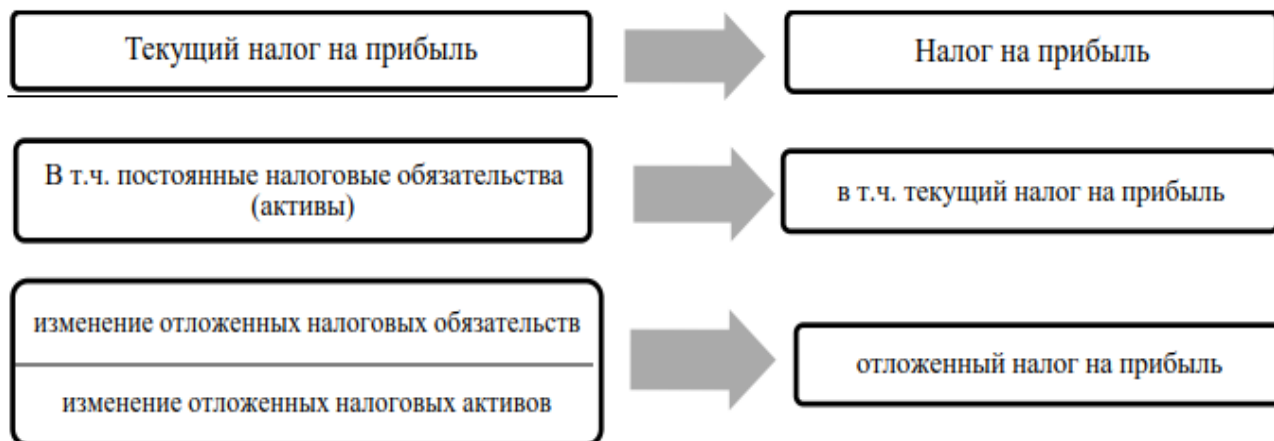 Текущий налог на прибыль
Налог на прибыль
В т.ч. постоянные налоговые обязательства
(активы)
в т.ч. текущий налог на прибыль
изменение отложенных налоговых обязательств
изменение отложенных налоговых активов
отложенный налог на прибыль